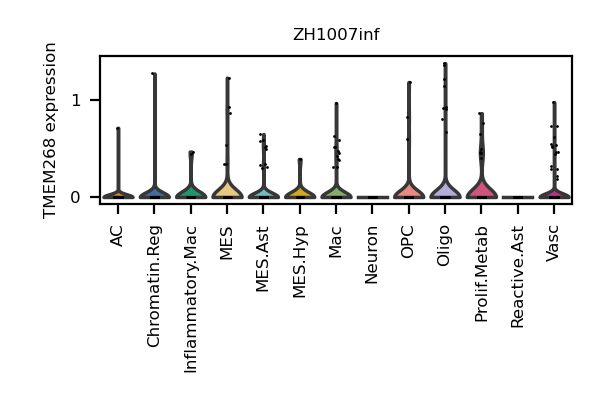 ZH1007inf
TMEM268 expression
1
0
AC
Chromatin.Reg
Inflammatory.Mac
MES
MES.Ast
MES.Hyp
Mac
Neuron
OPC
Oligo
Prolif.Metab
Reactive.Ast
Vasc